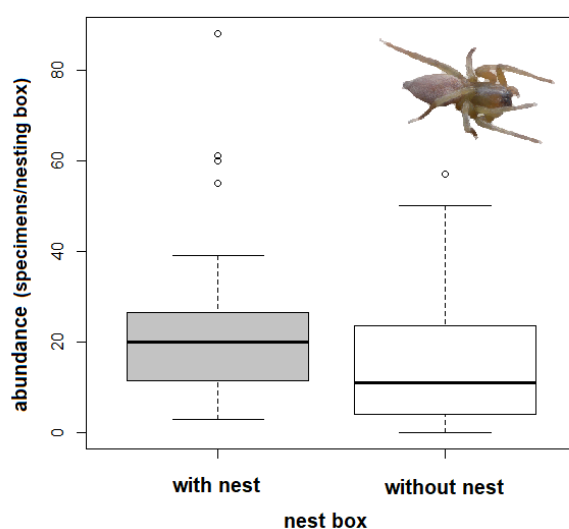 abundance (specimens/nesting box)
80
60
40
20
0
with nest
without nest
nest box